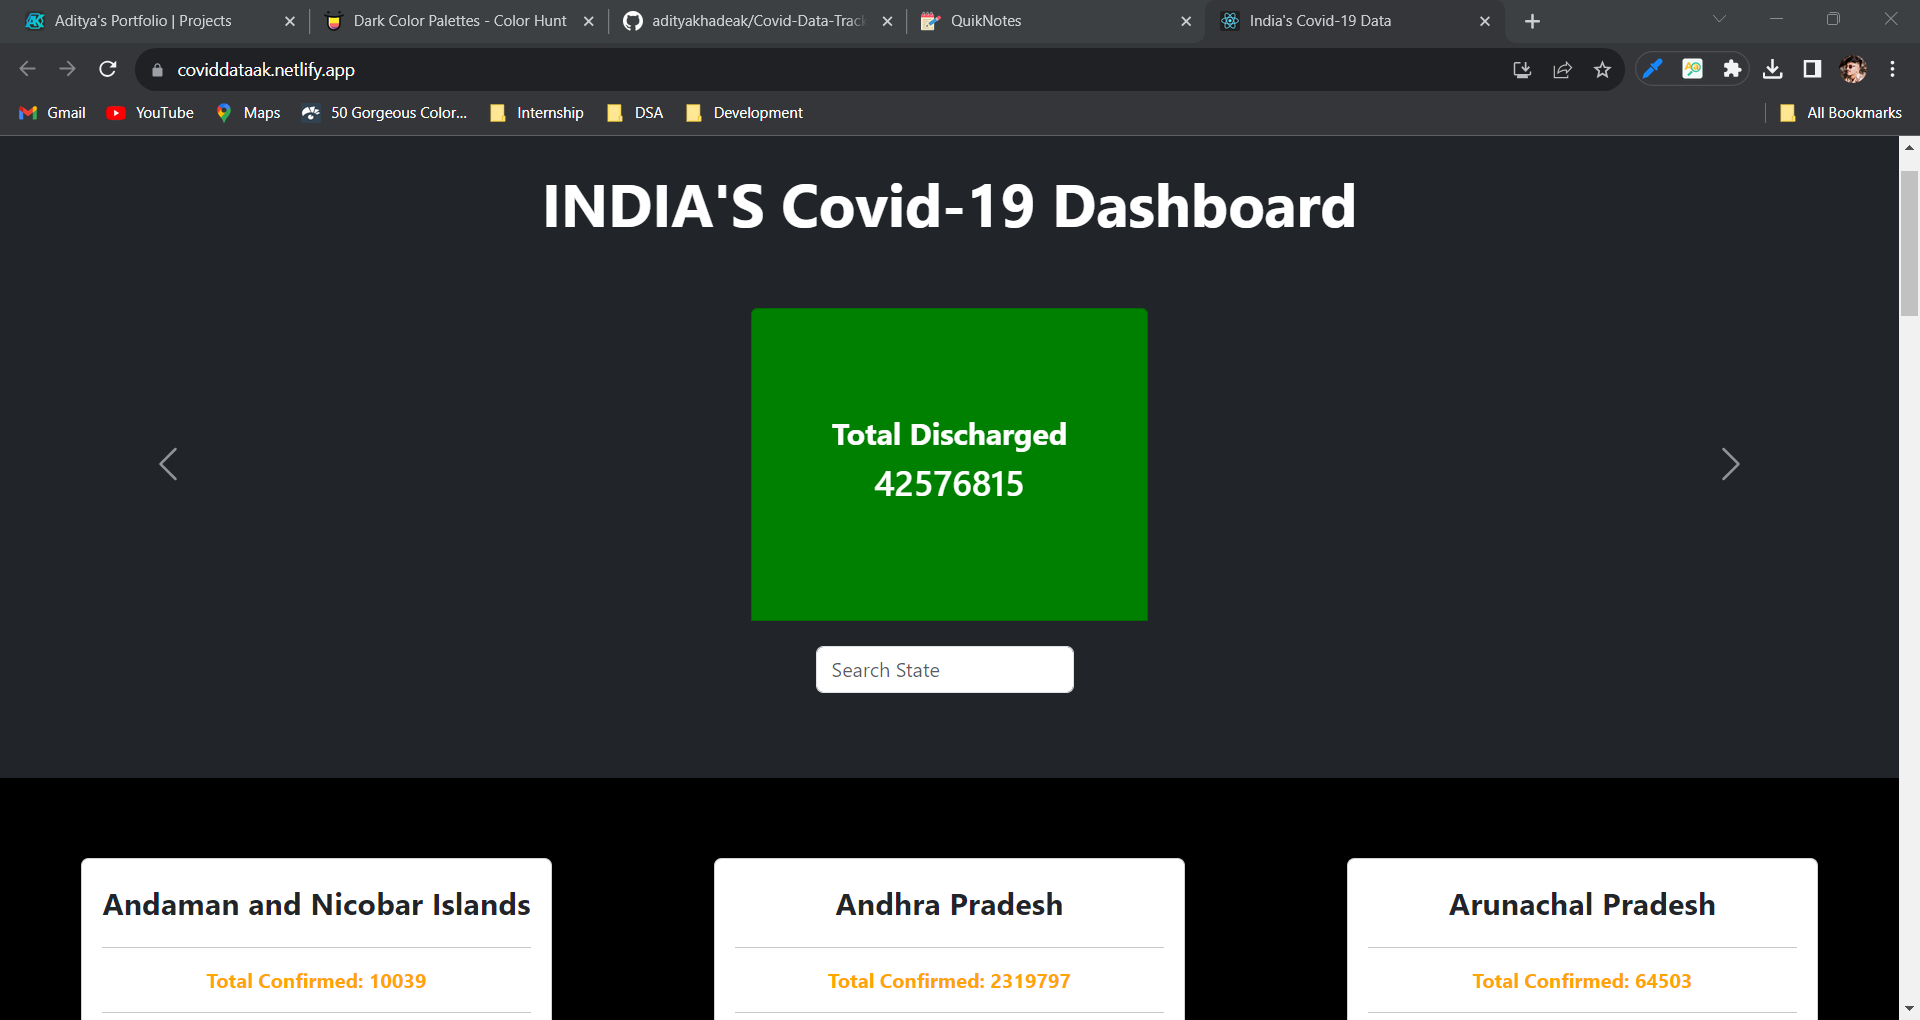 Aditya's Portfolio | Projects
Dark Color Palettes - Color Hunt
adityakhadeak/Covid-Data-Track
QuikNotes
India's Covid-19 Data
coviddataak.netlify.app
Gmail
YouTube
Maps
50 Gorgeous Color...
Internship
DSA
Development
All Bookmarks
INDIA'S Covid-19 Dashboard
Total Discharged
42576815
Search State
Andaman and Nicobar Islands
Total Confirmed: 10039
Andhra Pradesh
Total Confirmed: 2319797
Arunachal Pradesh
Total Confirmed: 64503